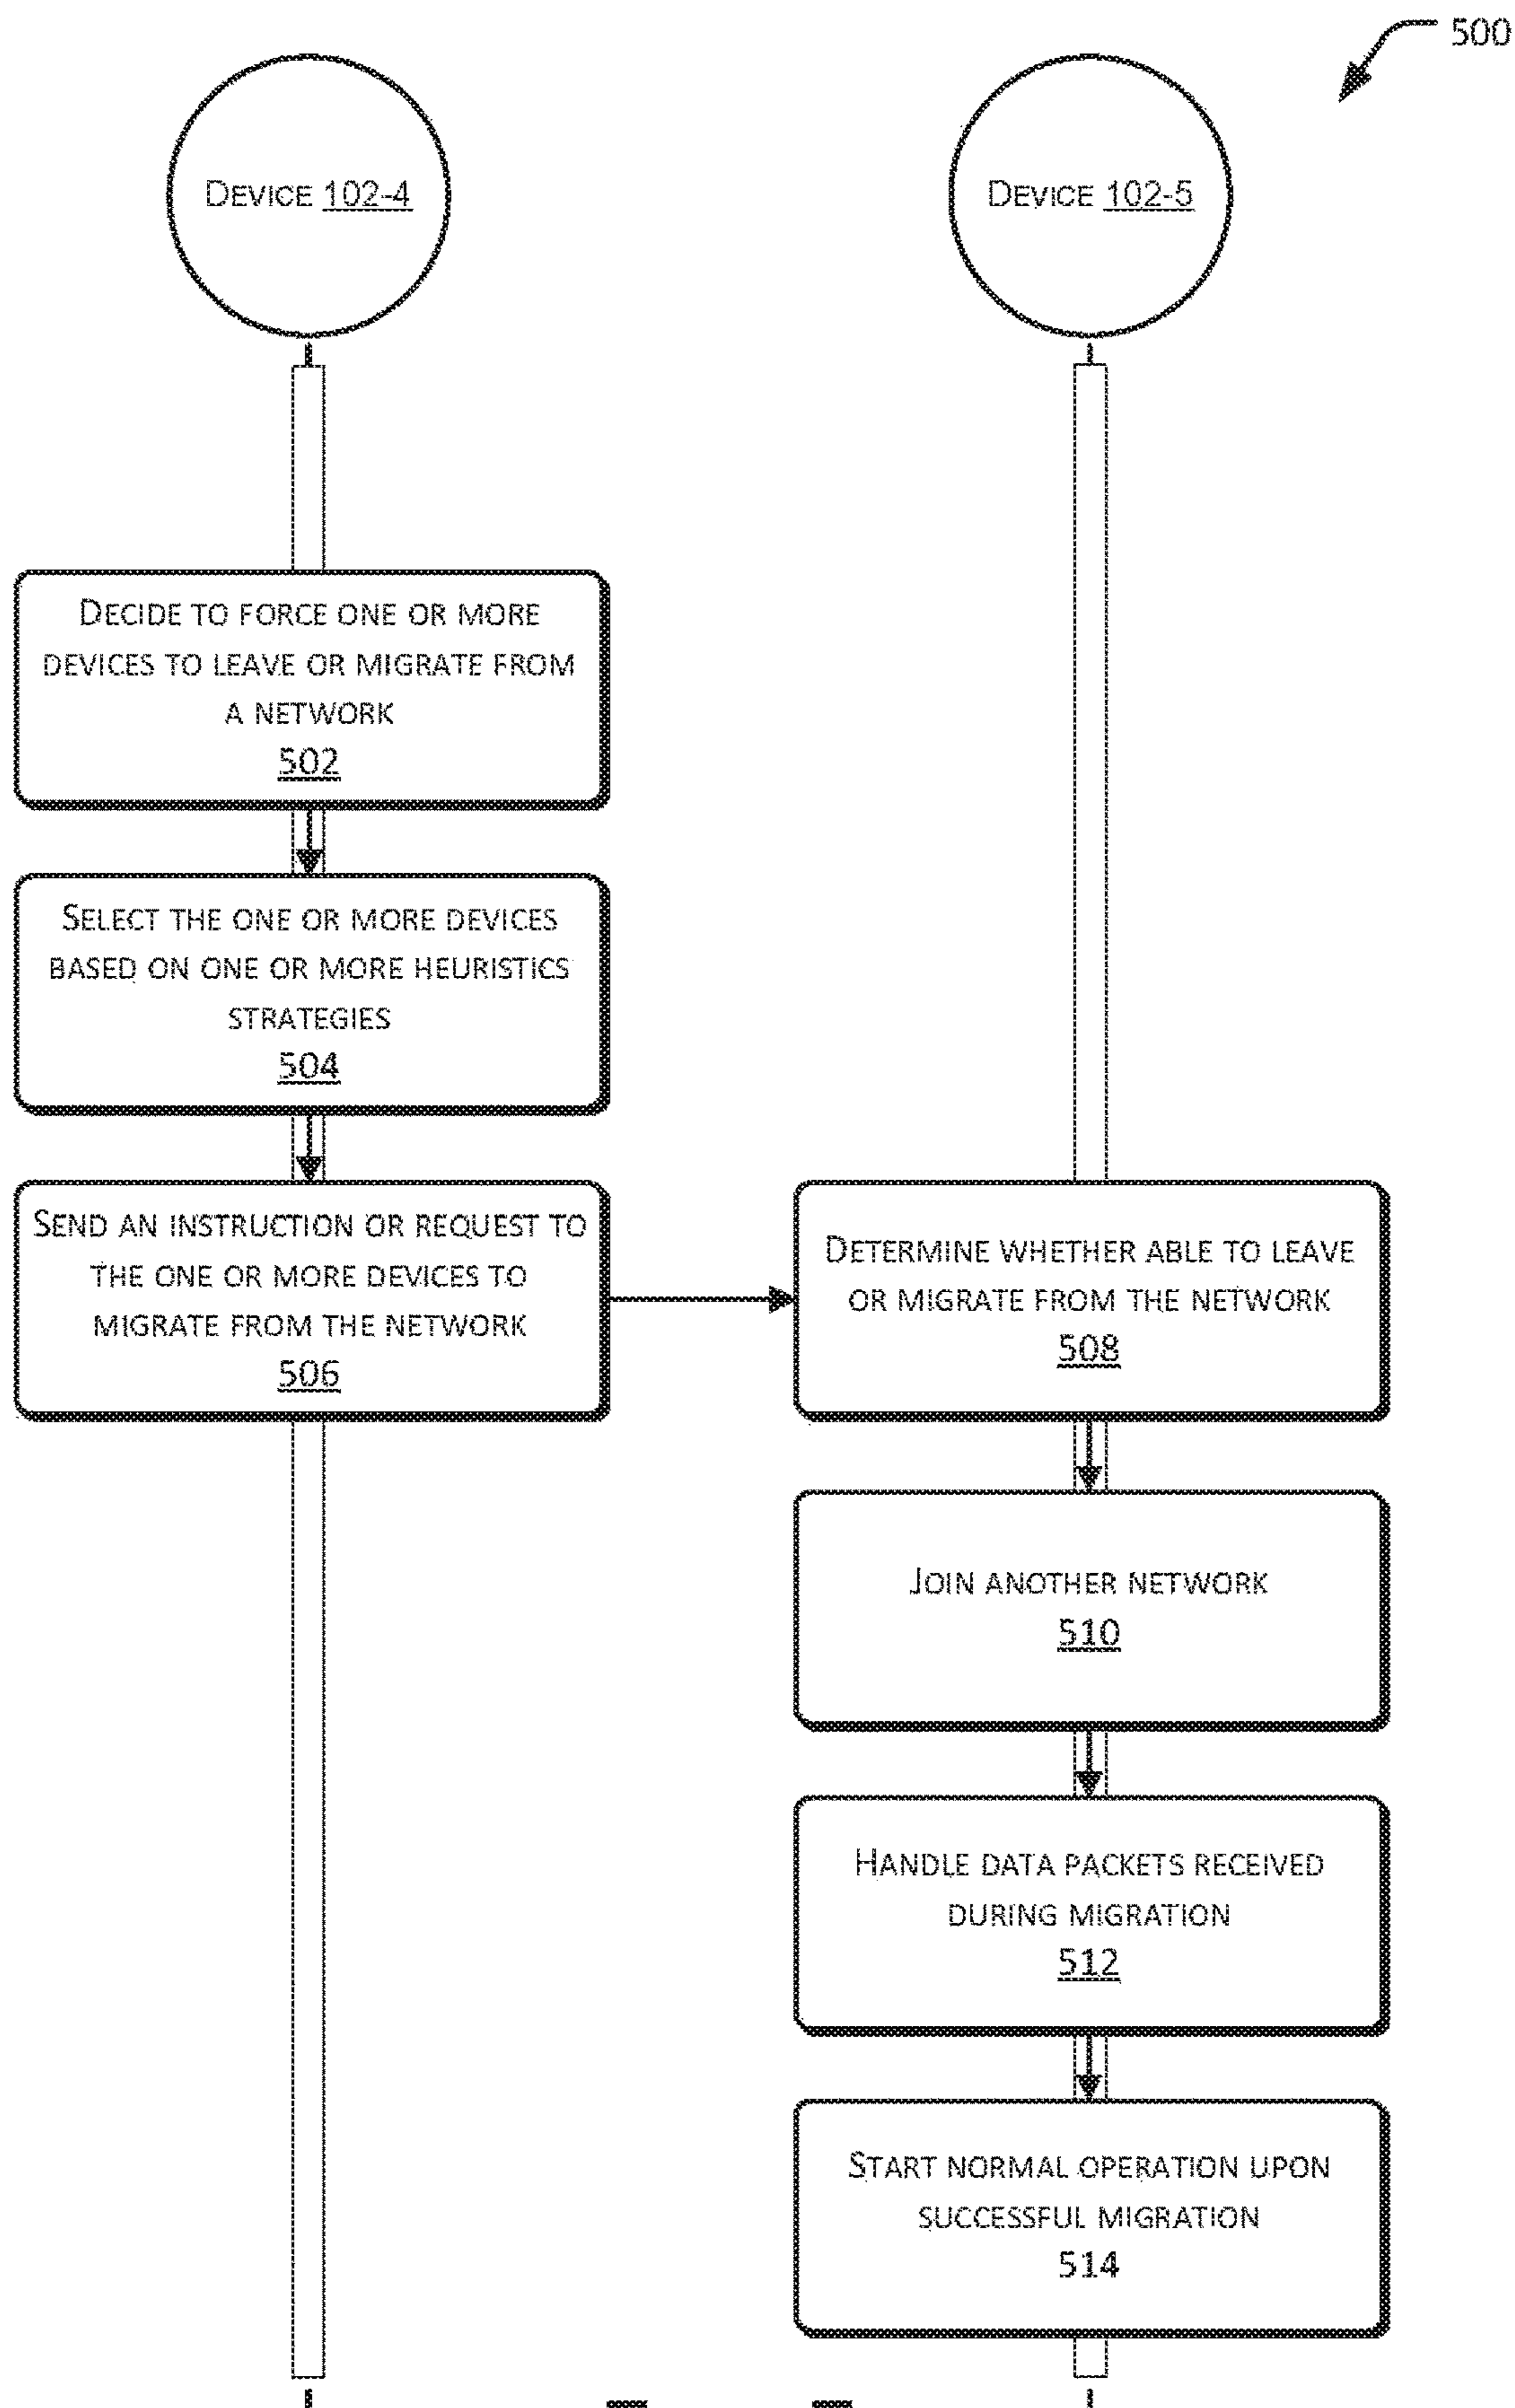 500
DEVICE 102-4
DEVICE 102-5
DECIDE TO FORCE ONE OR MORE
DEVICES TO LEAVE OR MIGRATE FROM
A NETWORK
502
SELECT THE ONE OR MORE DEVICES
BASED ON ONE OR MORE HEURISTICS
STRATEGIES
504
SEND AN INSTRUCTION OR REQUEST TO
THE ONE OR MORE DEVICES TO
MIGRATE FROM THE NETWORK
506
DETERMINE WHETHER ABLE TO LEAVE
OR MIGRATE FROM THE NETWORK
508
JOIN ANOTHER NETWORK
510
HANDLE DATA PACKETS RECEIVED
DURING MIGRATION
512
START NORMAL OPERATION UPON
SUCCESSFUL MIGRATION
514